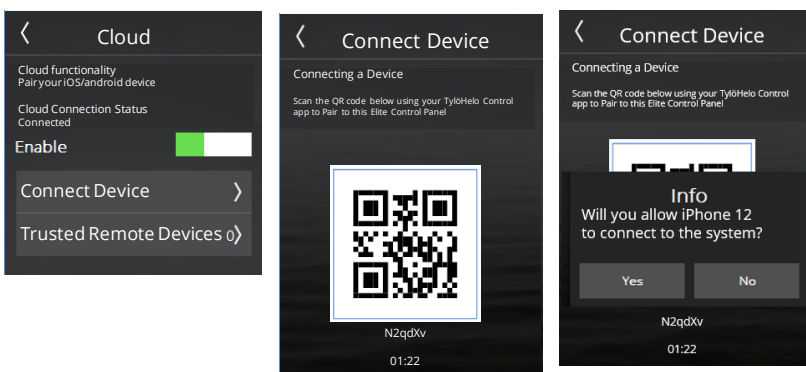 Cloud
Cloud functionality
Pair your iOS/android device
Cloud Connection Status
Connected
Enable
Connect Device
Trusted Remote Devices 0
Connect Device
Connecting a Device
Scan the QR code below using your TylöHelo Control
app to Pair to this Elite Control Panel
N2qdXv
01:22
Connect Device
Connecting a Device
Scan the QR code below using your TylöHelo Control
app to Pair to this Elite Control Panel
Info
Will you allow iPhone 12
to connect to the system?
Yes
No
N2qdXv
01:22